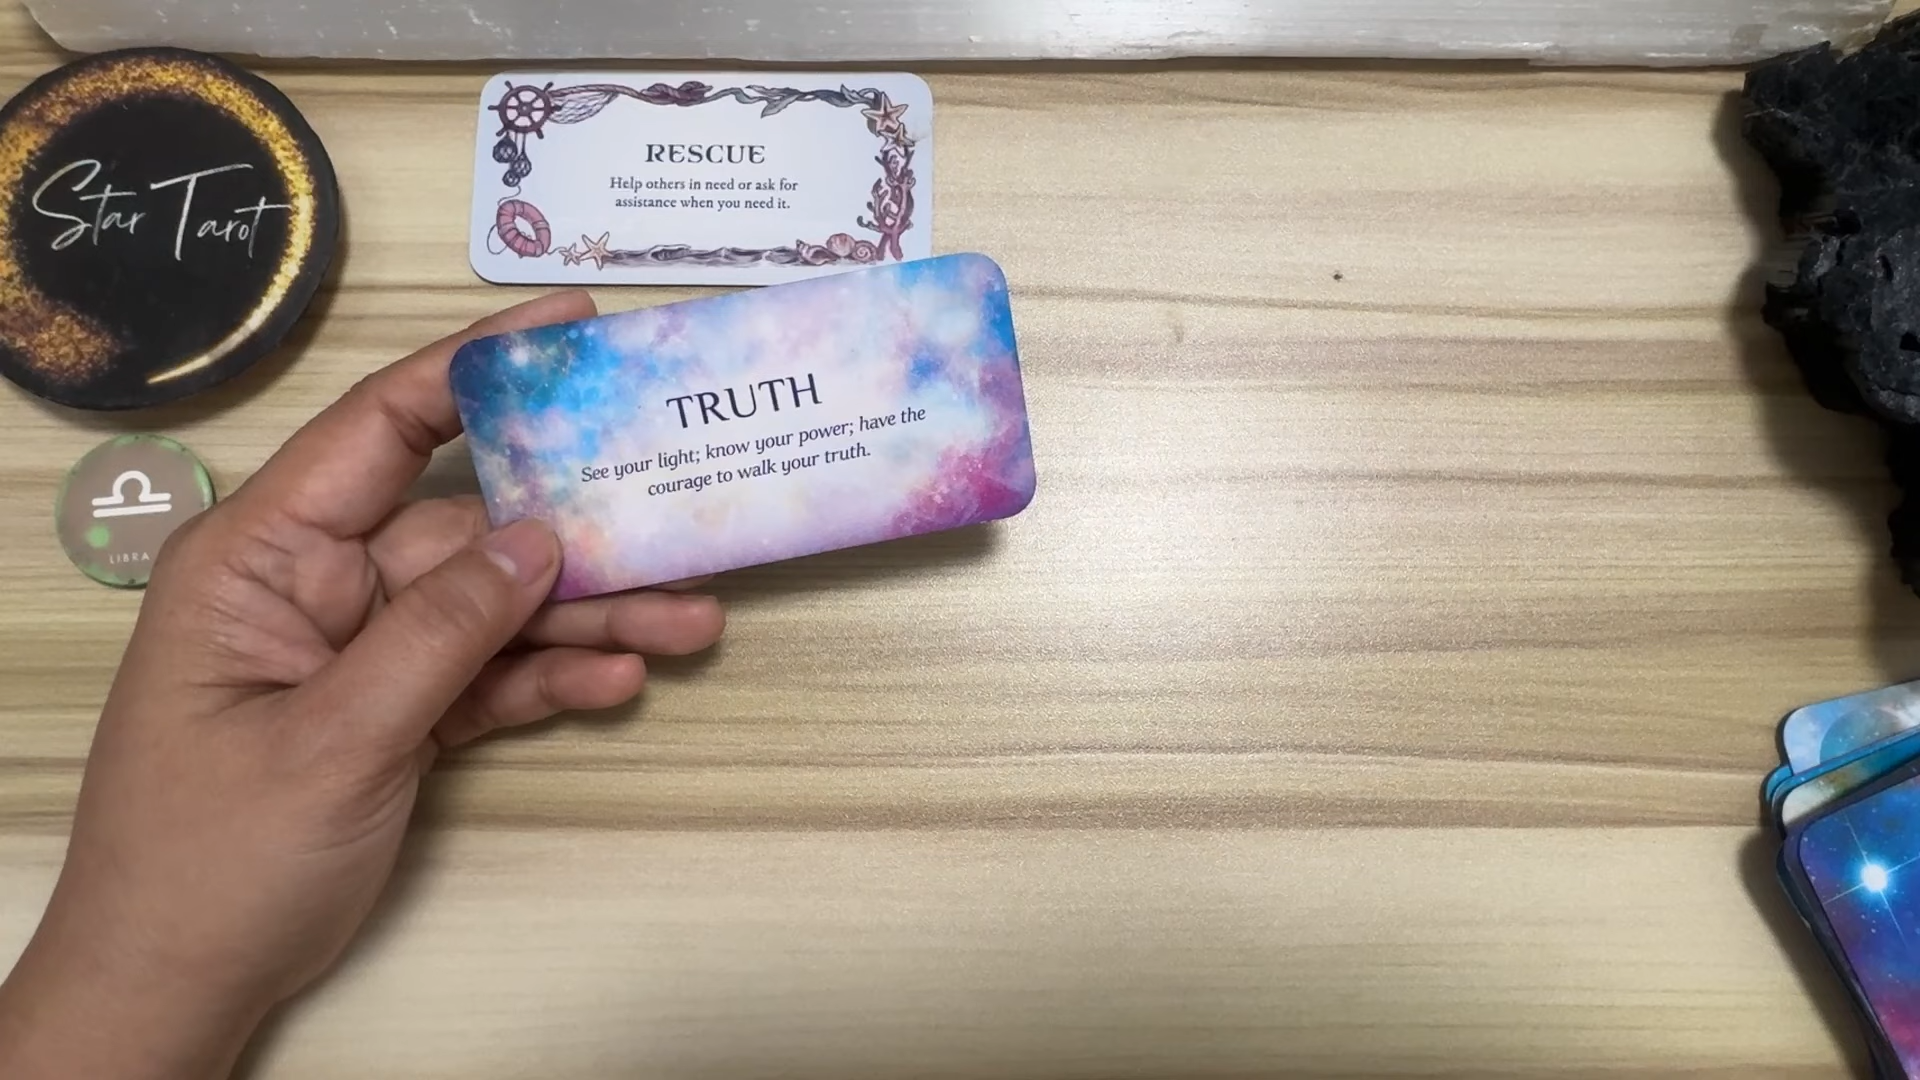 Star Tarot
RESCUE
Help others in need or ask for
assistance when you need it.
TRUTH
See your light; know your power; have the
courage to walk your truth.
LIBRA